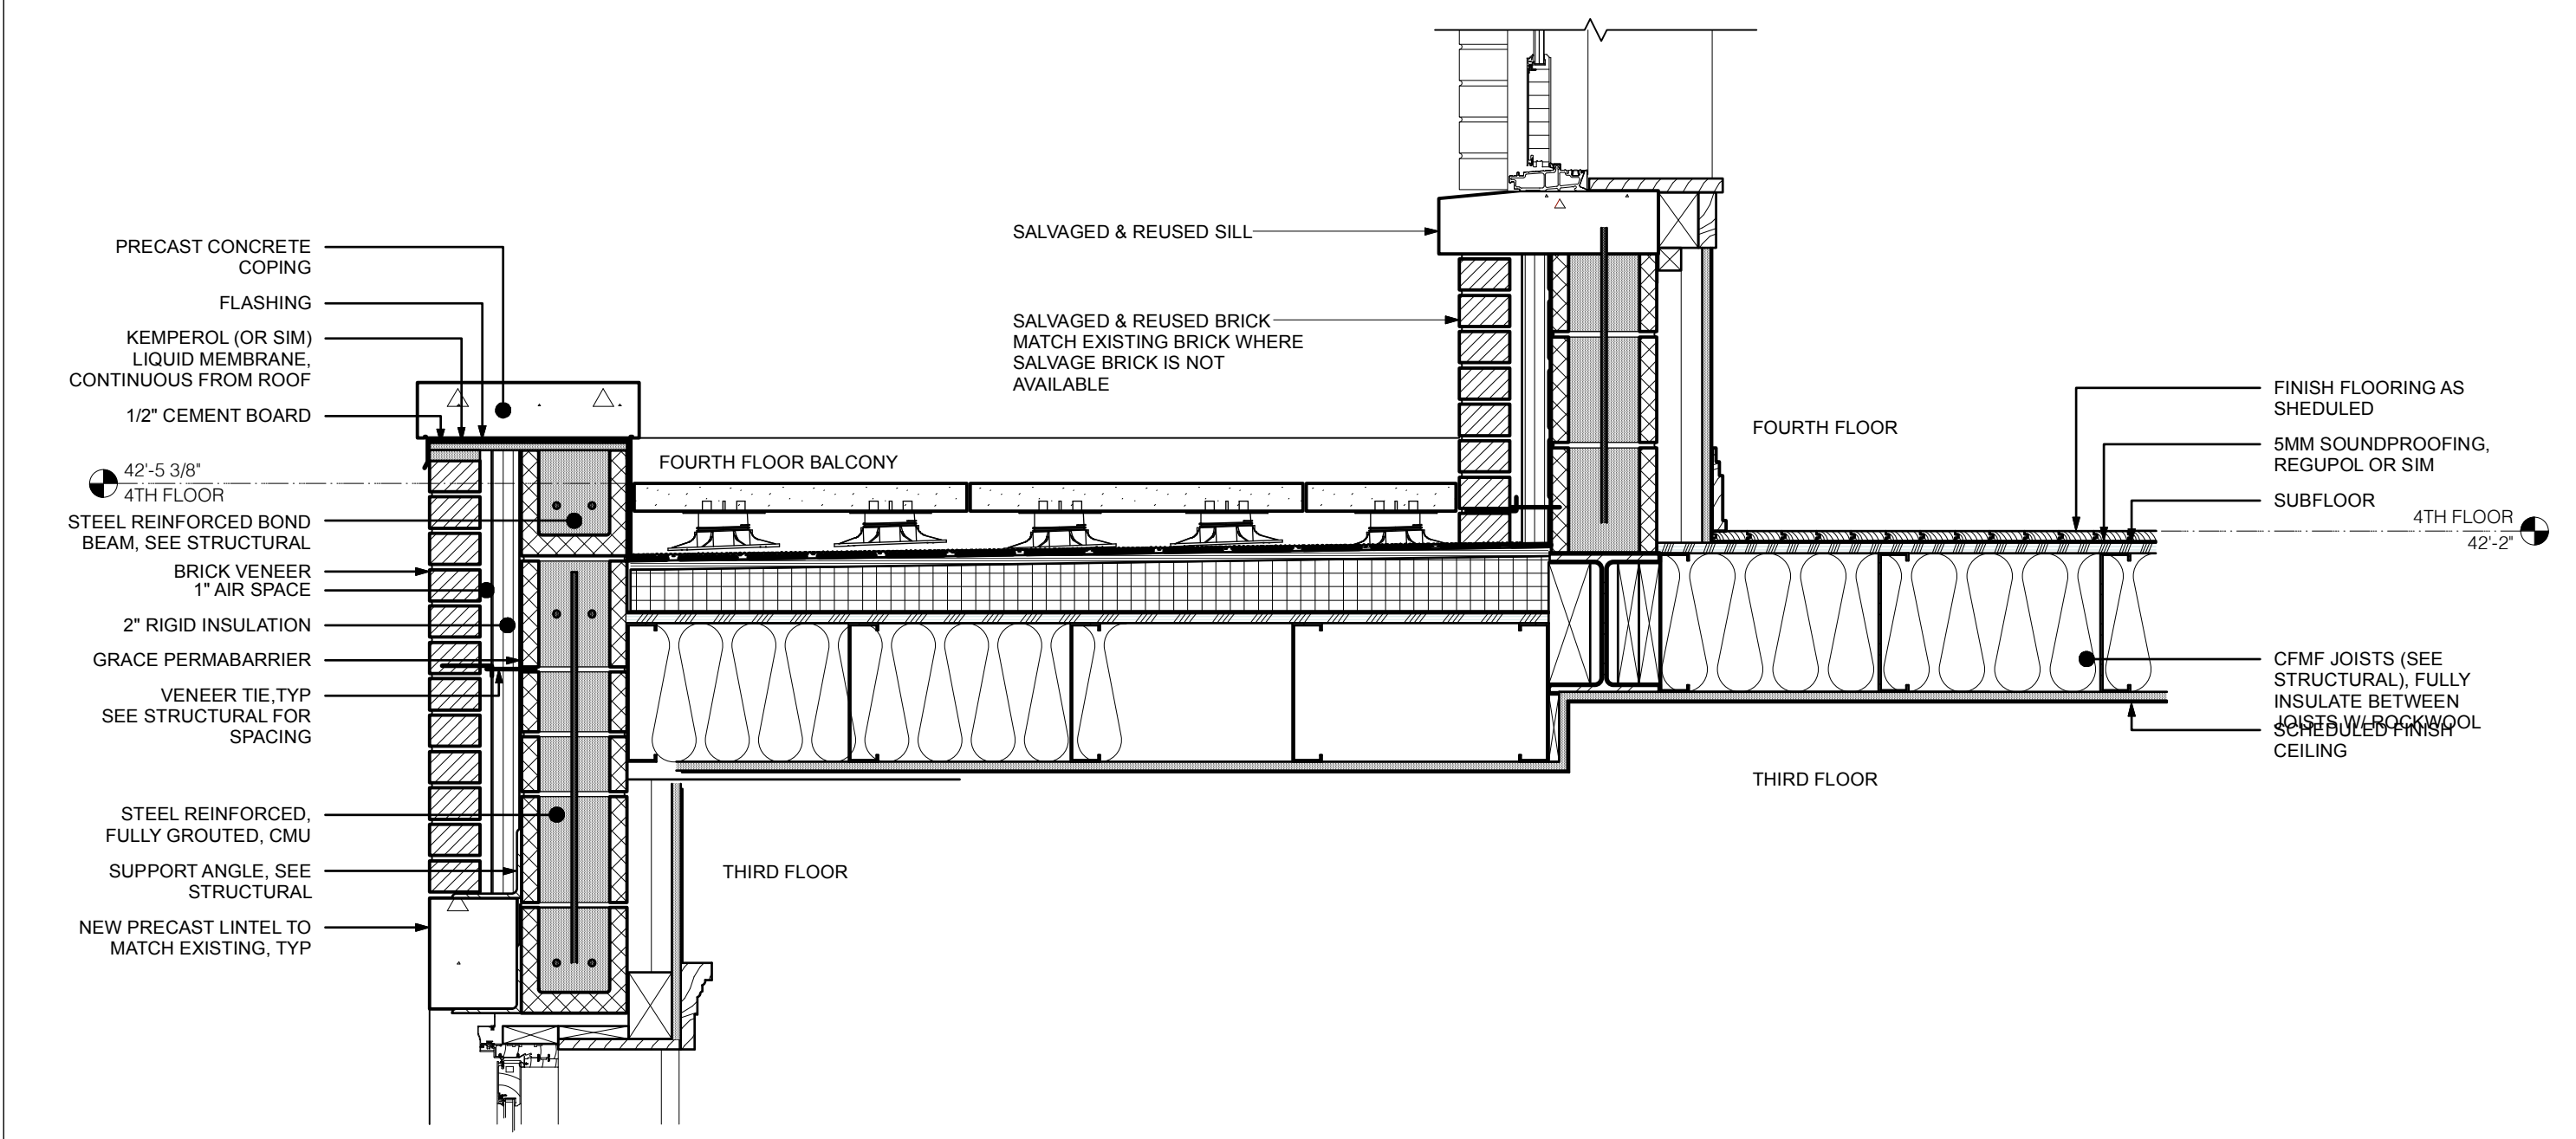 PRECAST CONCRETE
COPING
FLASHING
KEMPEROL (OR SIM)
LIQUID MEMBRANE,
CONTINUOUS FROM ROOF
1/2" CEMENT BOARD
42'-5 3/8"
4TH FLOOR
STEEL REINFORCED BOND
BEAM, SEE STRUCTURAL
BRICK VENEER
1" AIR SPACE
2" RIGID INSULATION
GRACE PERMABARRIER
VENEER TIE,TYP
SEE STRUCTURAL FOR
SPACING
STEEL REINFORCED,
FULLY GROUTED, CMU
SUPPORT ANGLE, SEE
STRUCTURAL
NEW PRECAST LINTEL TO
MATCH EXISTING, TYP
FOURTH FLOOR BALCONY
THIRD FLOOR
SALVAGED & REUSED SILL
SALVAGED & REUSED BRICK
MATCH EXISTING BRICK WHERE
SALVAGE BRICK IS NOT
AVAILABLE
FOURTH FLOOR
THIRD FLOOR
FINISH FLOORING AS
SHEDULED
5MM SOUNDPROOFING,
REGUPOL OR SIM
SUBFLOOR
4TH FLOOR
42'-2"
CFMF JOISTS (SEE
STRUCTURAL), FULLY
INSULATE BETWEEN
JOISTS W/ ROCKWOOL
SCHEDULED FINISH
CEILING